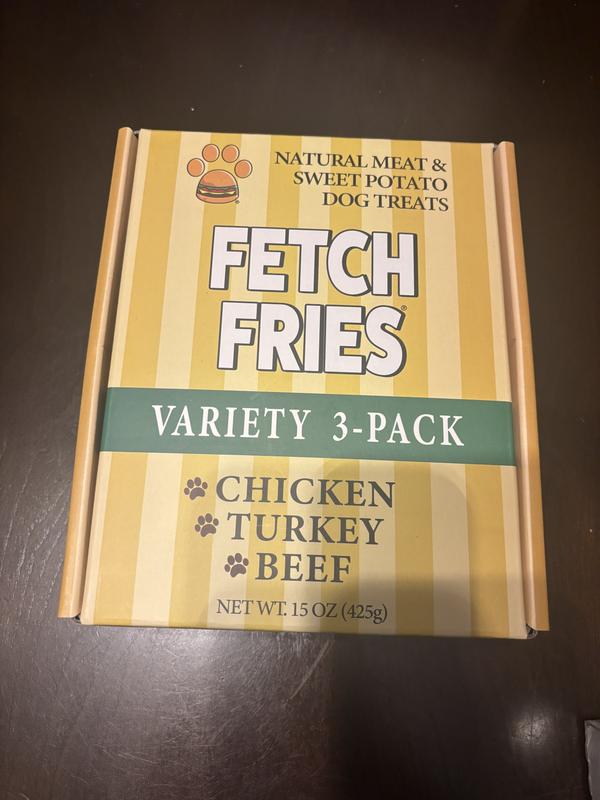 NATURAL MEAT &
SWEET POTATO
DOG TREATS
FETCH
FRIES®
VARIETY 3-PACK
CHICKEN
TURKEY
BEEF
NET WT. 15 OZ (425g)